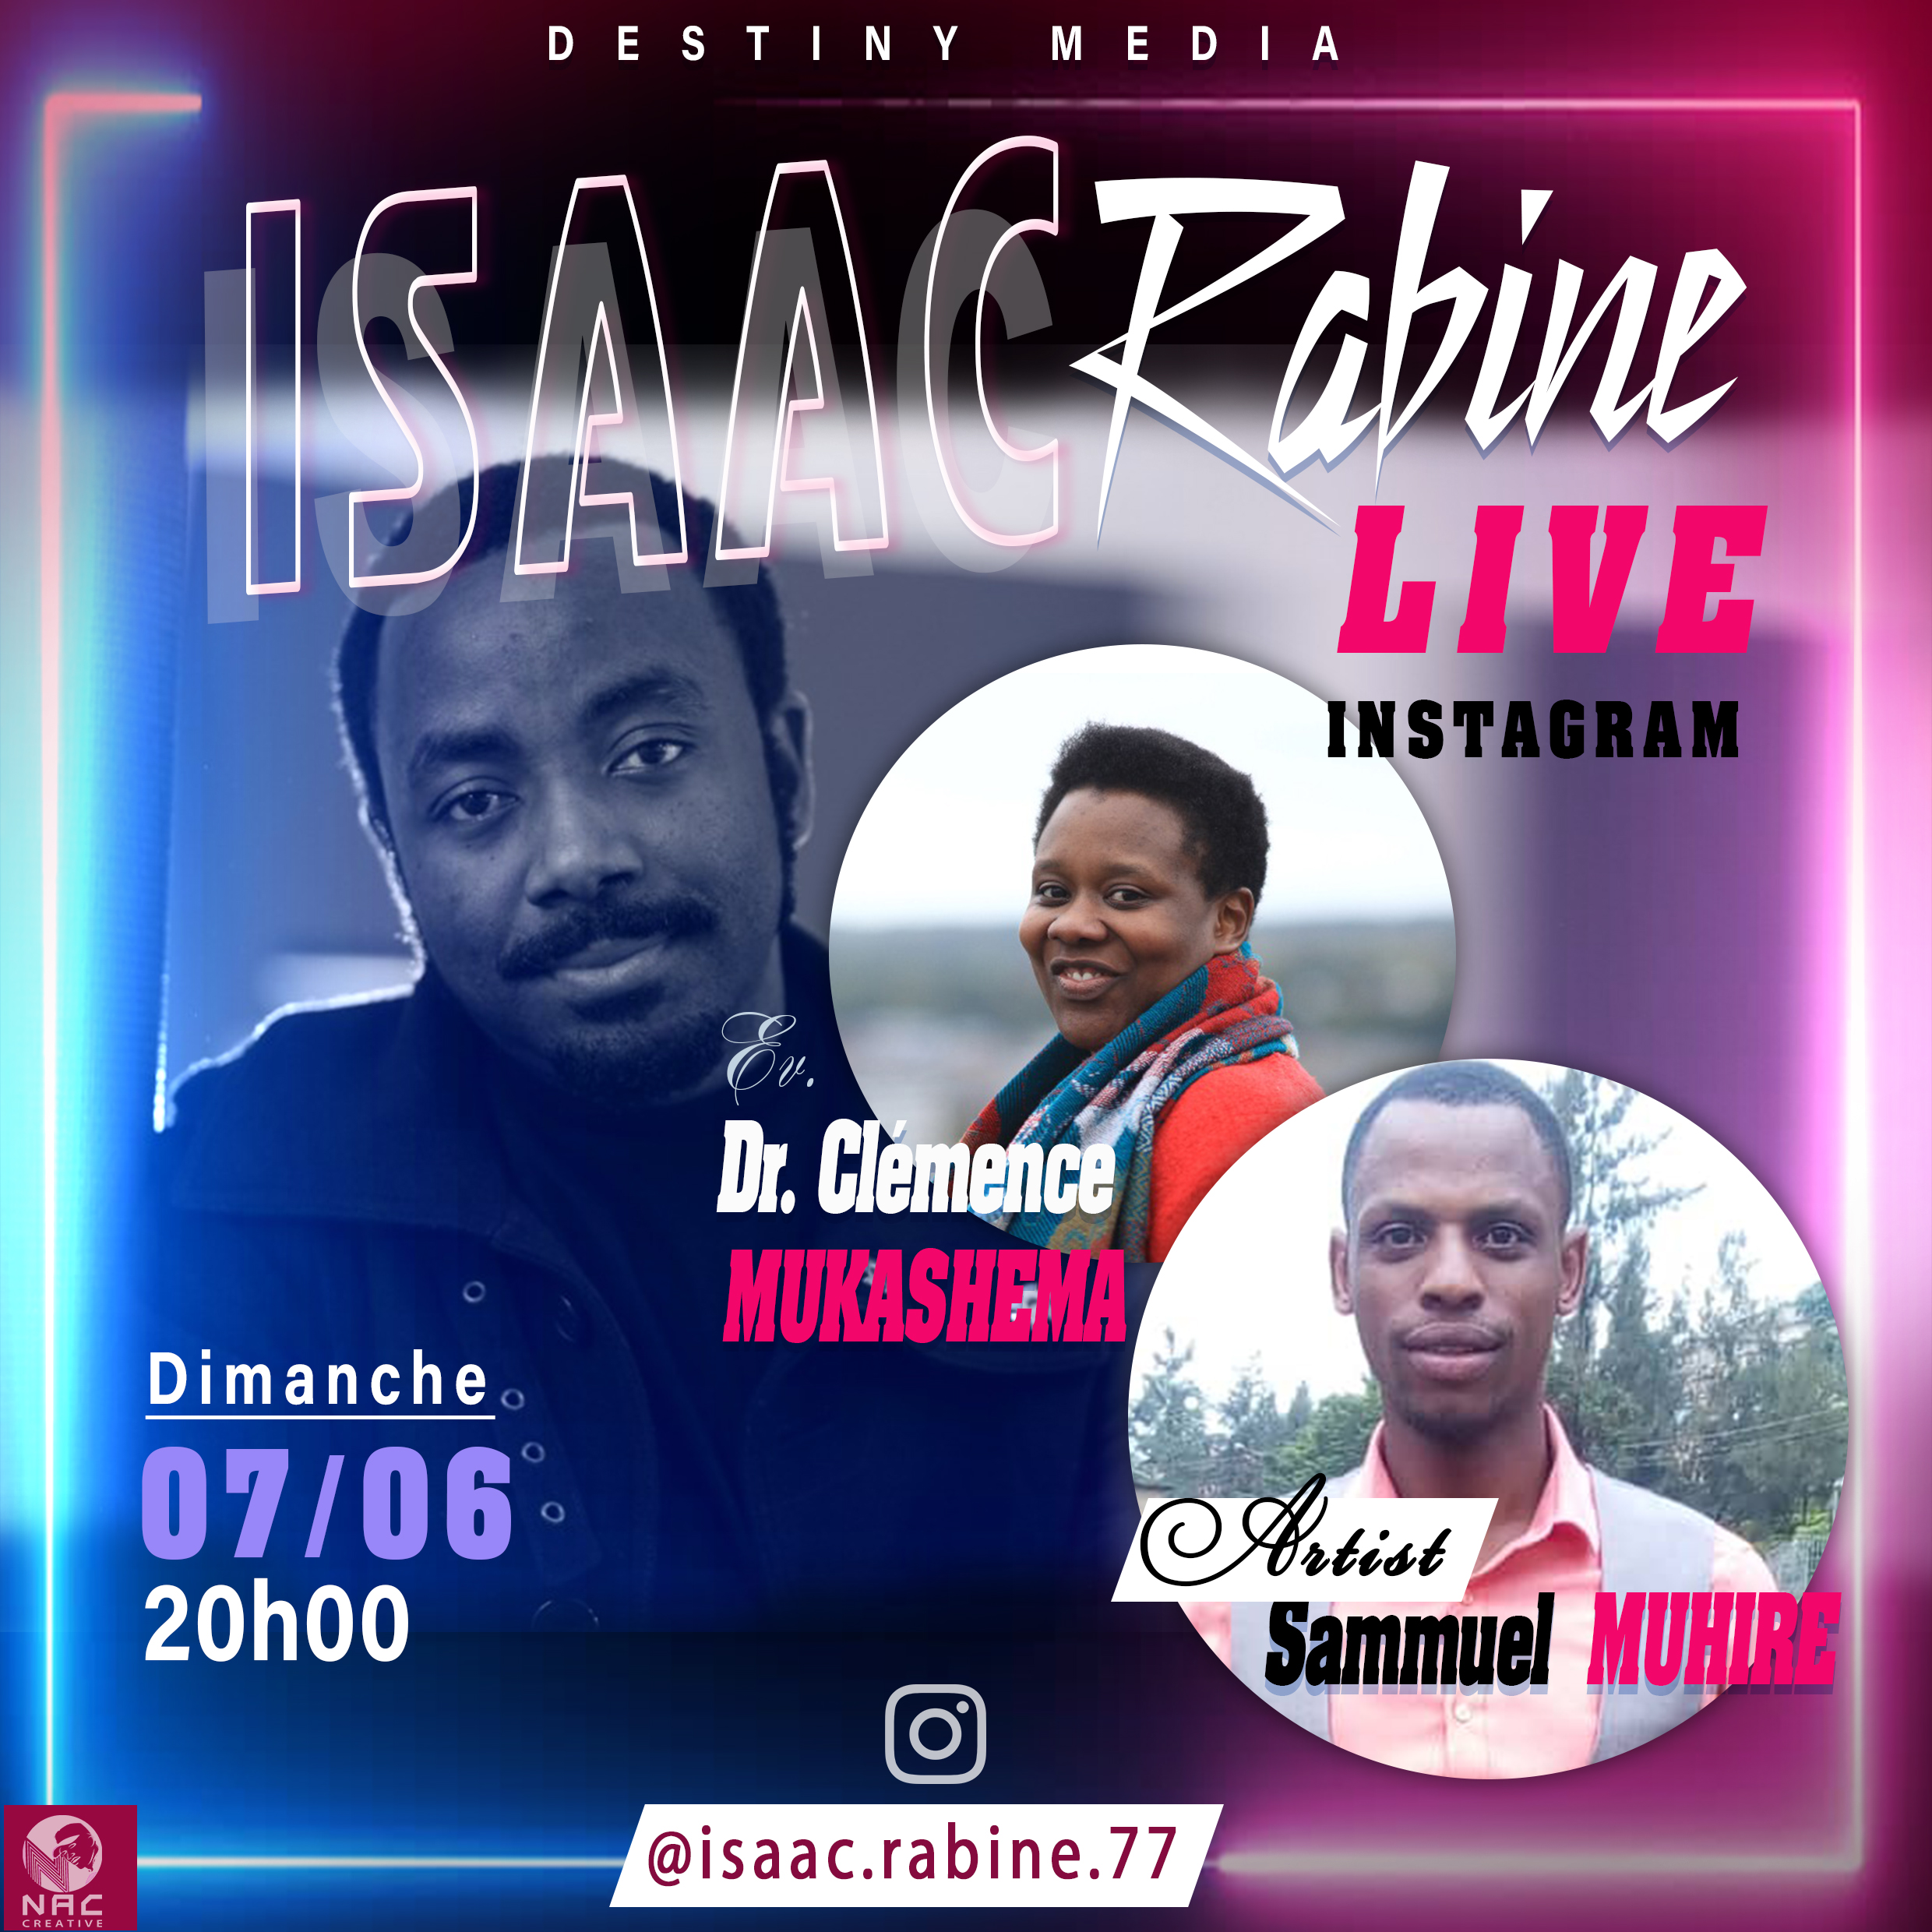 DESTINY MEDIA
ISAAC Rabine
ISAAC
LIVE
INSTAGRAM
Ev.
Dr. Clémence
MUKASHEMA
Dimanche
07/06
20h00
Artist
Sammuel MUHIRE
@isaac.rabine.77
NAC
CREATIVE